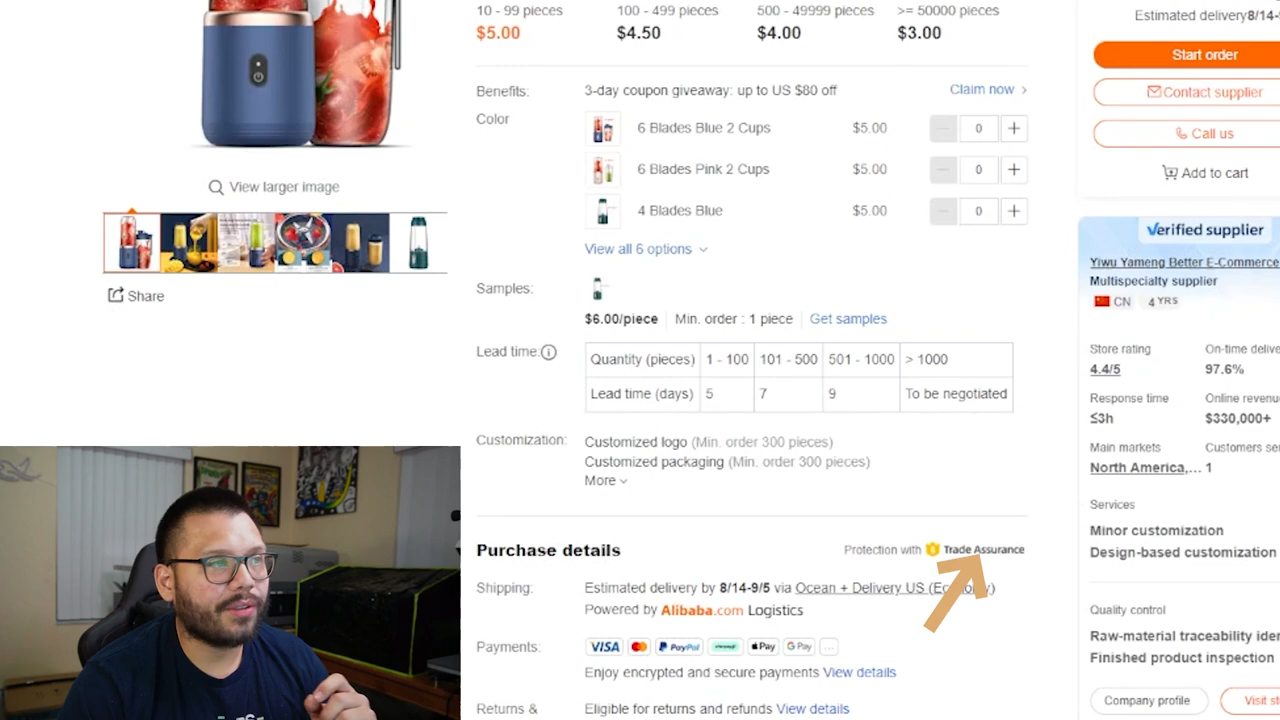 10 - 99 pieces 100 - 499 pieces 500 - 49999 pieces >= 50000 pieces
$5.00 $4.50 $4.00 $3.00
Benefits: 3-day coupon giveaway: up to US $80 off Claim now >
Color
6 Blades Blue 2 Cups $5.00 - 0 +
6 Blades Pink 2 Cups $5.00 - 0 +
4 Blades Blue $5.00 - 0 +
View all 6 options
View larger image
Share
Samples:
$6.00/piece Min. order : 1 piece Get samples
Lead time:
Quantity (pieces) 1 - 100 101 - 500 501 - 1000 > 1000
Lead time (days) 5 7 9 To be negotiated
Customization: Customized logo (Min. order 300 pieces)
Customized packaging (Min. order 300 pieces)
More
Purchase details Protection with Trade Assurance
Shipping: Estimated delivery by 8/14-9/5 via Ocean + Delivery US
Powered by Alibaba.com Logistics
Payments: VISA PayPal Pay G Pay ...
Enjoy encrypted and secure payments View details
Returns & Eligible for returns and refunds View details
Estimated delivery 8/14-9
Start order
Contact supplier
Call us
Add to cart
Verified supplier
Yiwu Yameng Better E-Commerce
Multispecialty supplier
CN 4 YRS
Store rating On-time delive
4.4/5 97.6%
Response time Online revenu
≤3h $330,000+
Main markets Customers se
North America,... 1
Services
Minor customization
Design-based customization
Quality control
Raw-material traceability iden
Finished product inspection
Company profile Visit st